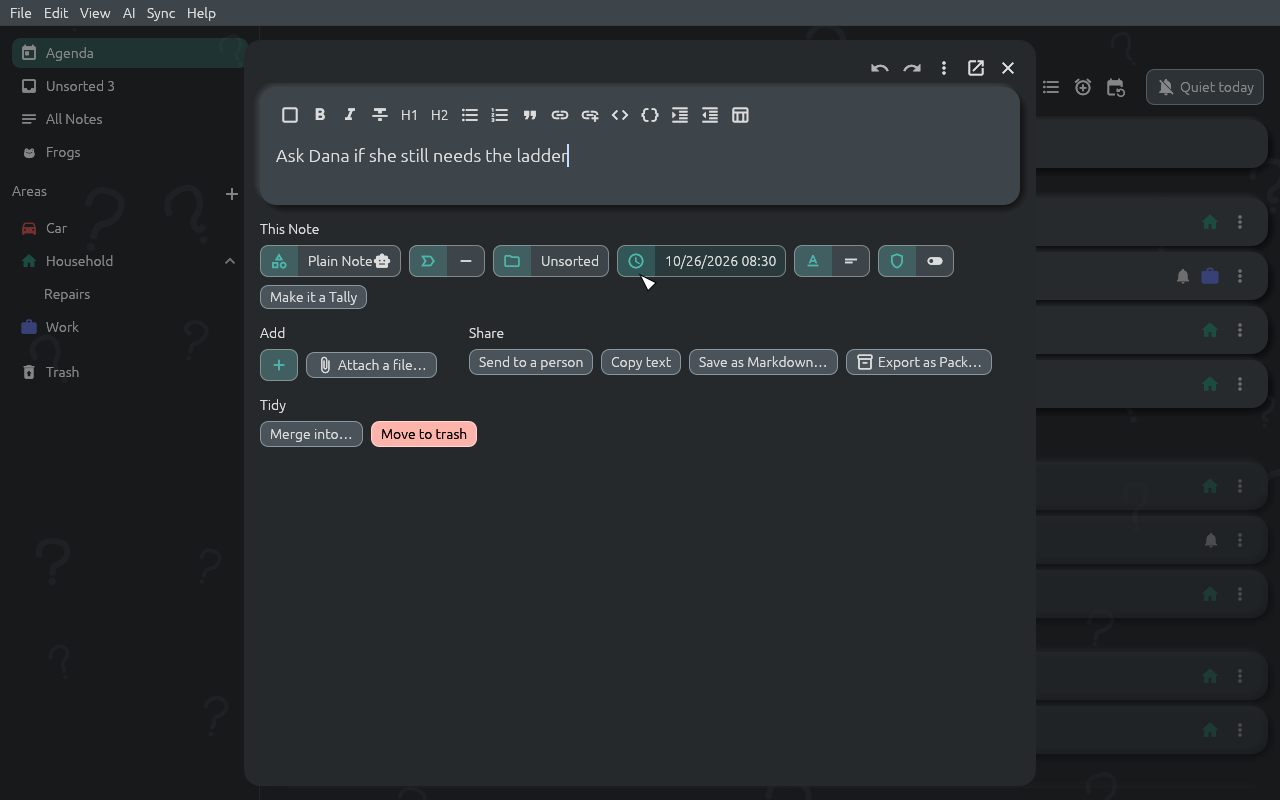 File Edit View AI Sync Help
Agenda
Unsorted 3
All Notes
Frogs
Areas
Car
Household
Repairs
Work
Trash
Quiet today
B I H1 H2
Ask Dana if she still needs the ladder
This Note
Plain Note
Unsorted
10/26/2026 08:30
Make it a Tally
Add
Attach a file…
Share
Send to a person
Copy text
Save as Markdown…
Export as Pack…
Tidy
Merge into…
Move to trash